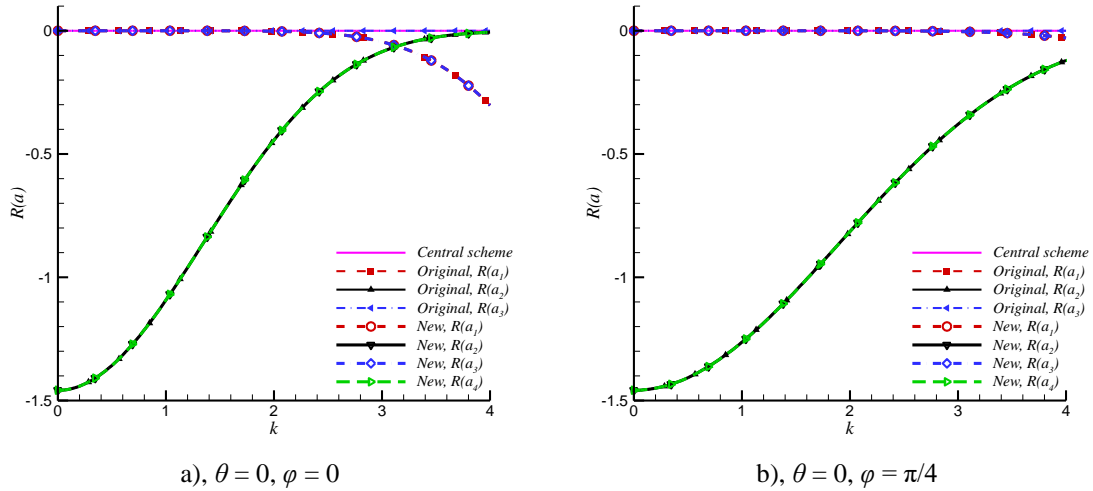 0
-0.5
-1
-1.5
R(a)
0 1 2 3 4
k
Central scheme
Original, R(a₁)
Original, R(a₂)
Original, R(a₃)
New, R(a₁)
New, R(a₂)
New, R(a₃)
New, R(a₄)
a), θ = 0, φ = 0
0
-0.5
-1
-1.5
R(a)
0 1 2 3 4
k
Central scheme
Original, R(a₁)
Original, R(a₂)
Original, R(a₃)
New, R(a₁)
New, R(a₂)
New, R(a₃)
New, R(a₄)
b), θ = 0, φ = π/4